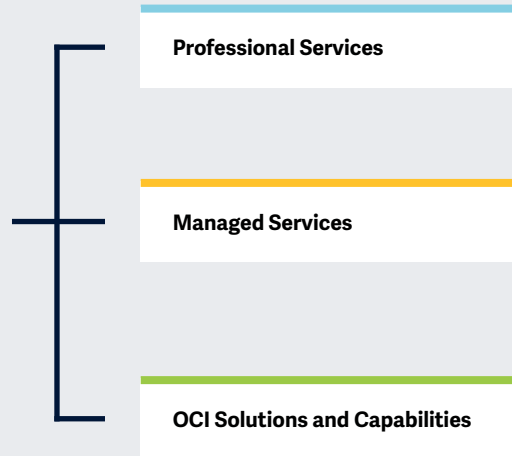 Professional Services
Managed Services
OCI Solutions and Capabilities